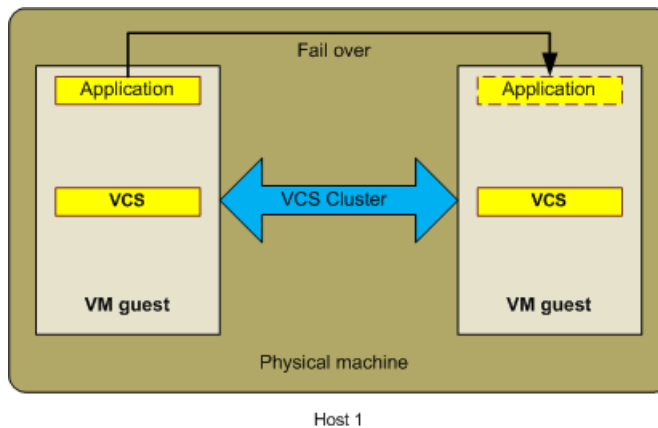 Fail over
Application
Application
VCS
VCS Cluster
VCS
VM guest
VM guest
Physical machine
Host 1